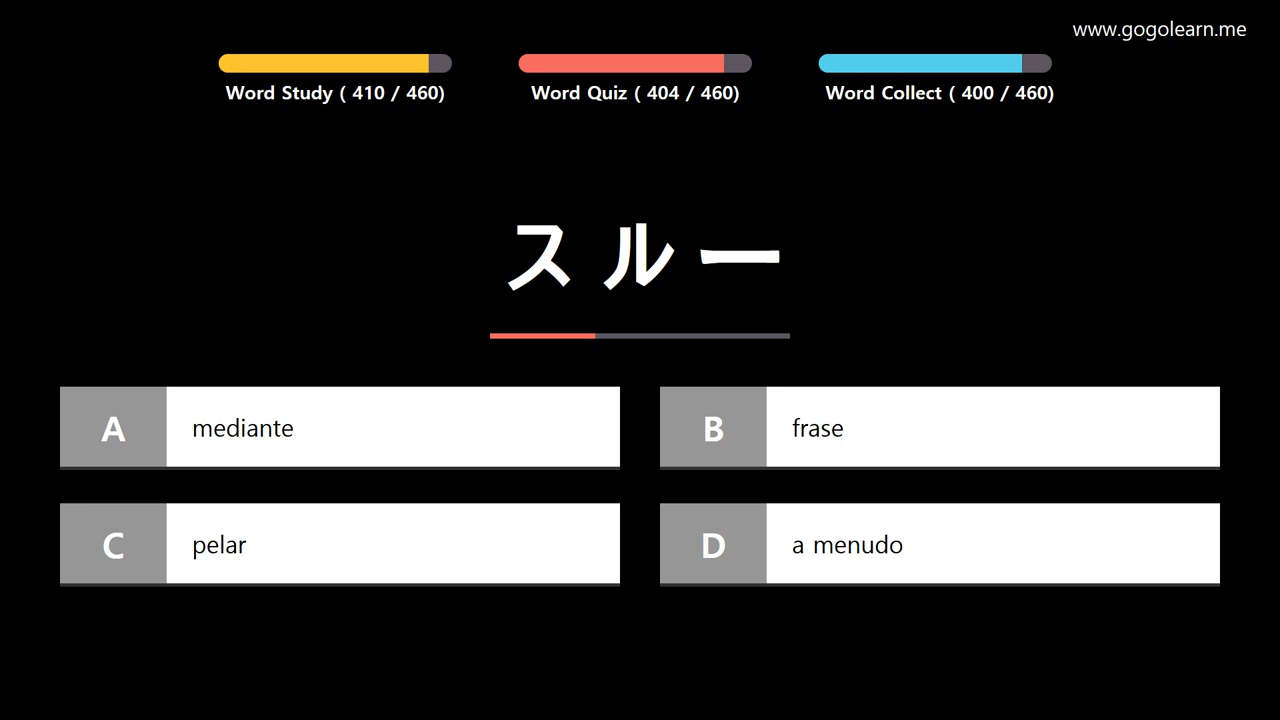 www.gogolearn.me
Word Study ( 410 / 460)
Word Quiz ( 404 / 460)
Word Collect ( 400 / 460)
スルー
A mediante
B frase
C pelar
D a menudo